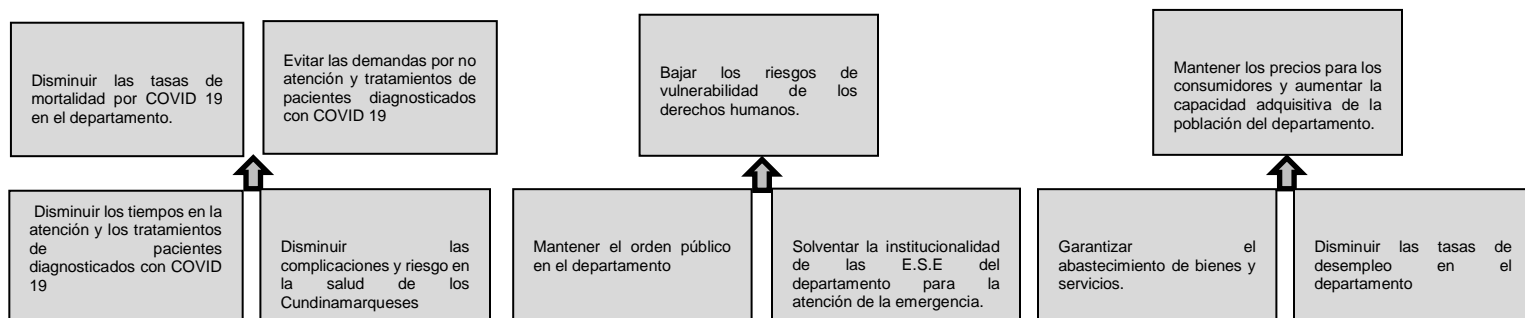 Disminuir las tasas de
mortalidad por COVID 19
en el departamento.
Evitar las demandas por no
atención y tratamientos de
pacientes diagnosticados
con COVID 19
Bajar los riesgos de
vulnerabilidad de los
derechos humanos.
Mantener los precios para los
consumidores y aumentar la
capacidad adquisitiva de la
población del departamento.
Disminuir los tiempos en la
atención y los tratamientos
de pacientes
diagnosticados con COVID
19
Disminuir las
complicaciones y riesgo en
la salud de los
Cundinamarqueses
Mantener el orden público
en el departamento
Solventar la institucionalidad
de las E.S.E del
departamento para la
atención de la emergencia.
Garantizar el
abastecimiento de bienes y
servicios.
Disminuir las tasas de
desempleo en el
departamento